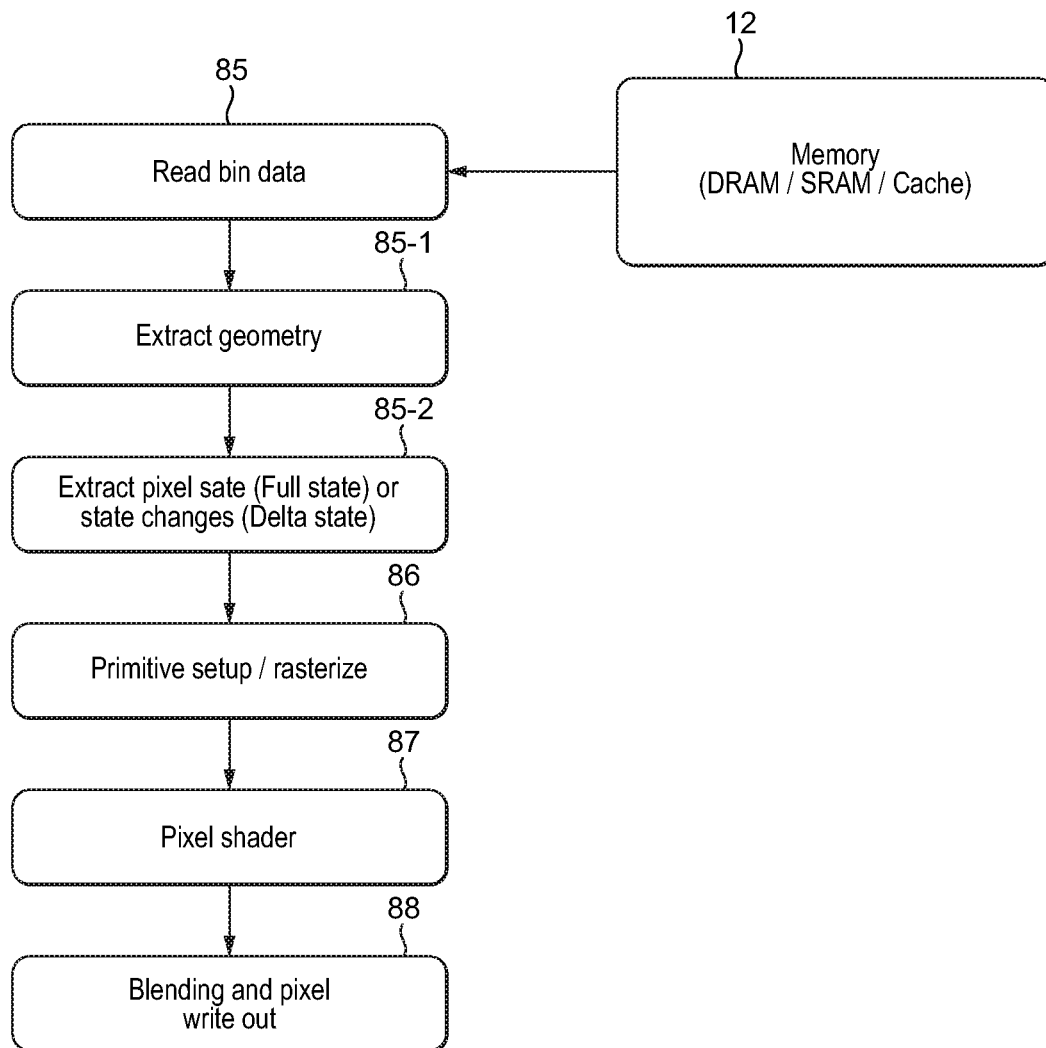 12
85
Read bin data
Memory
(DRAM / SRAM / Cache)
85-1
Extract geometry
85-2
Extract pixel sate (Full state) or
state changes (Delta state)
86
Primitive setup / rasterize
87
Pixel shader
88
Blending and pixel
write out